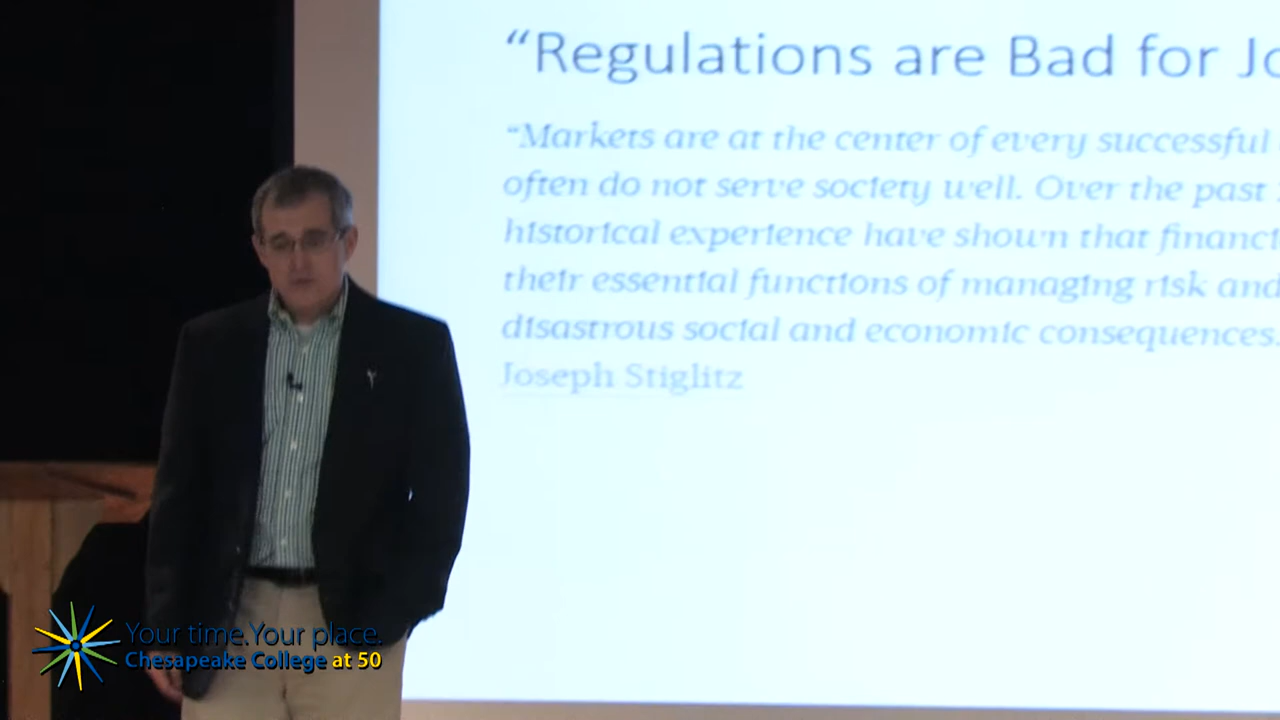 “Regulations are Bad for Jo
“Markets are at the center of every successful
often do not serve society well. Over the past
historical experience have shown that financi
their essential functions of managing risk and
disastrous social and economic consequences.
Joseph Stiglitz
Your time. Your place.
Chesapeake College at 50